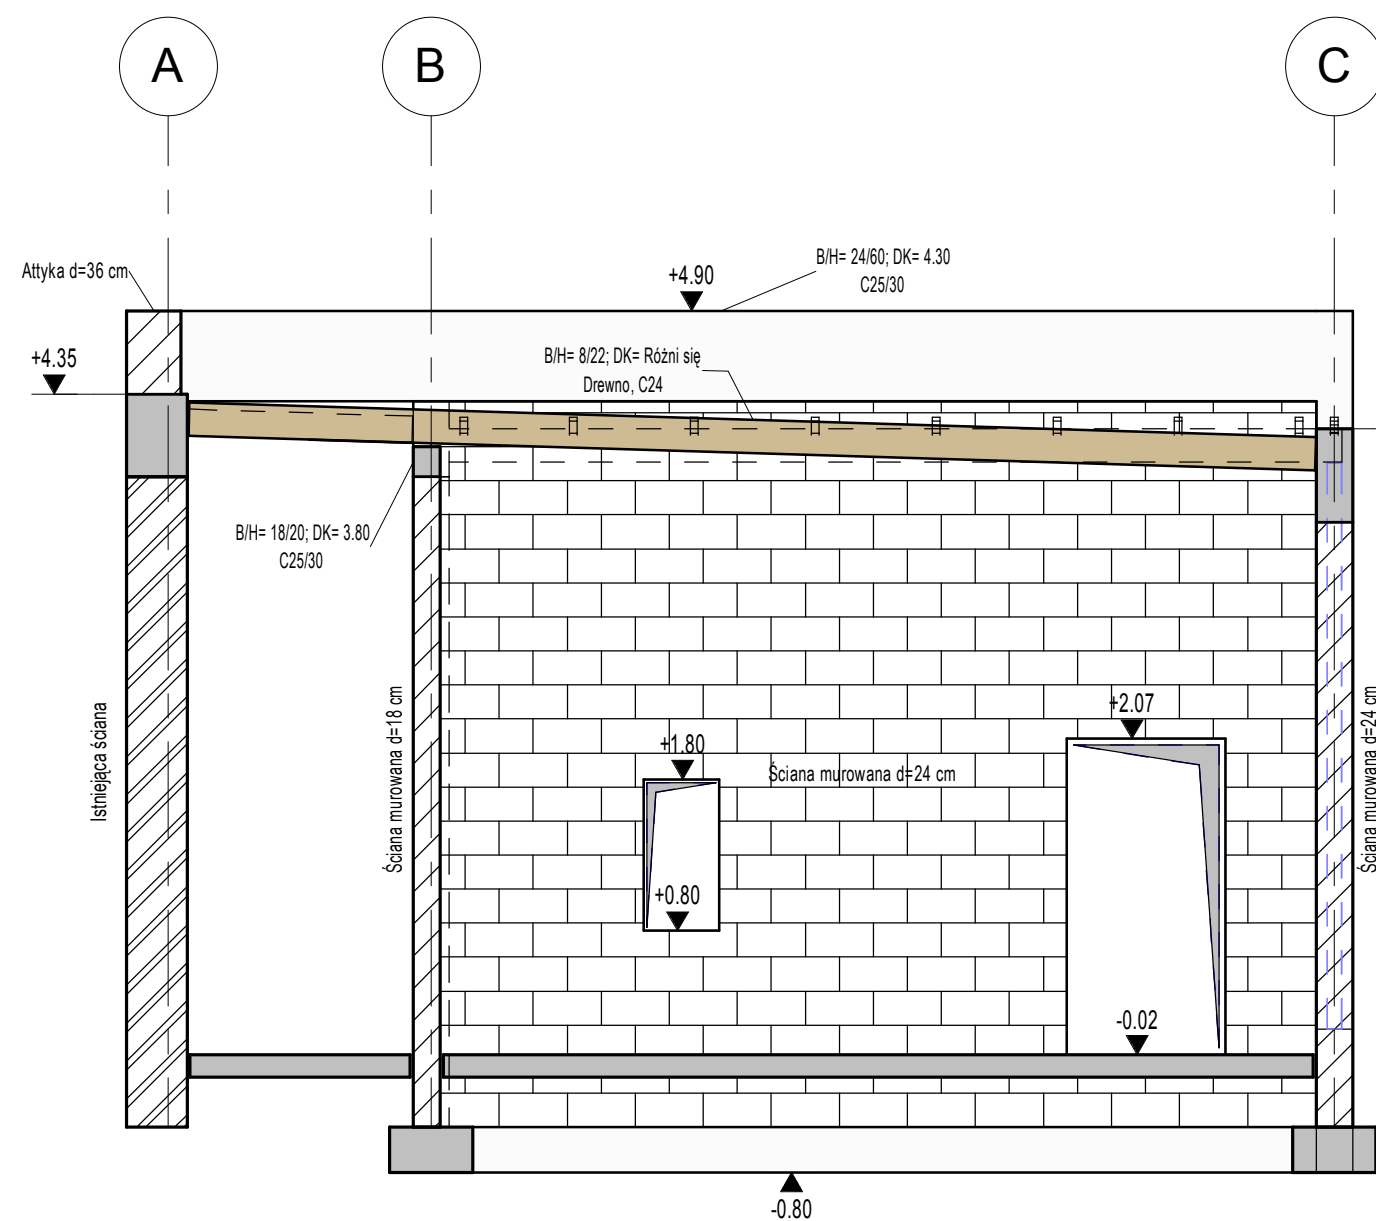 A
B
C
Attyka d=36 cm
+4.90
B/H= 24/60; DK= 4.30
C25/30
+4.35
B/H= 8/22; DK= Różni się
Drewno, C24
B/H= 18/20; DK= 3.80
C25/30
Istniejąca ściana
Ściana murowana d=18 cm
+1.80
Ściana murowana d=24 cm
+2.07
Ściana murowana d=24 cm
+0.80
-0.02
-0.80